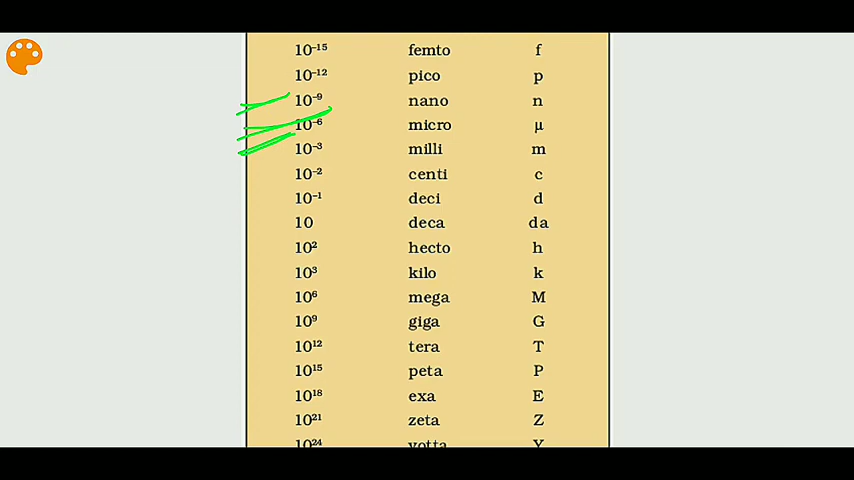 10⁻¹⁵ femto f
10⁻¹² pico p
10⁻⁹ nano n
10⁻⁶ micro μ
10⁻³ milli m
10⁻² centi c
10⁻¹ deci d
10 deca da
10² hecto h
10³ kilo k
10⁶ mega M
10⁹ giga G
10¹² tera T
10¹⁵ peta P
10¹⁸ exa E
10²¹ zeta Z
10²⁴ yotta Y